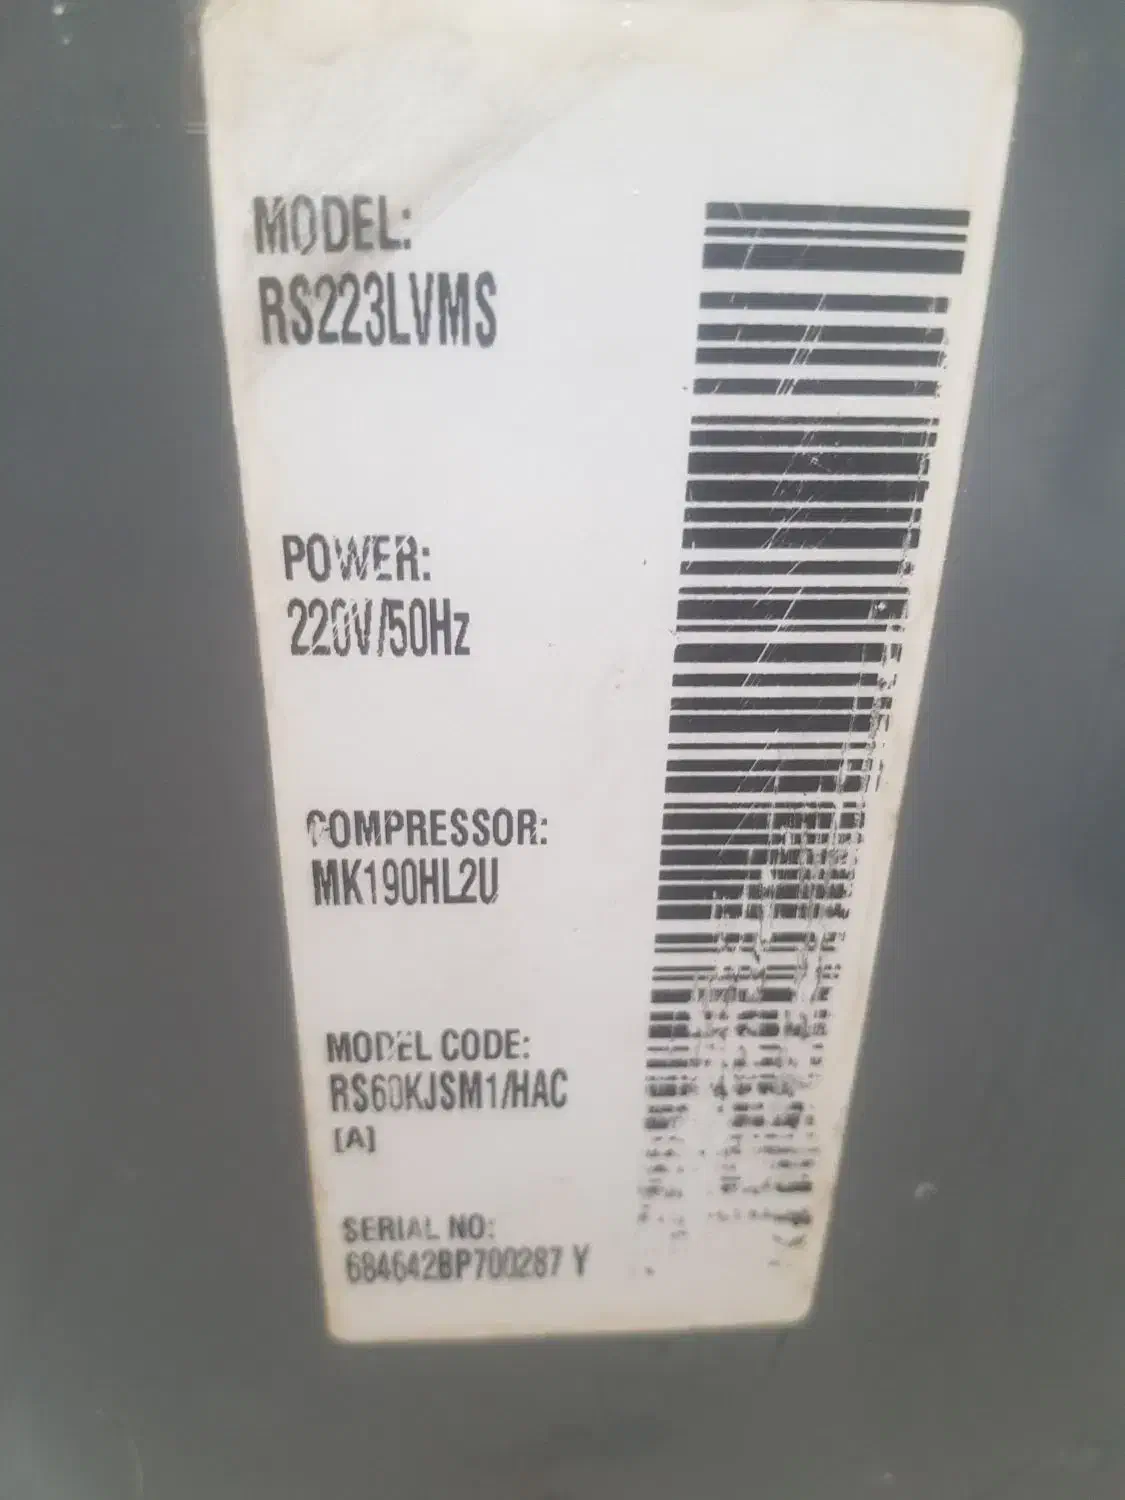 MODEL:
RS223LVMS
POWER:
220V/50Hz
COMPRESSOR:
MK190HL2U
MODEL CODE:
RS60KJSM1/HAC
[A]
SERIAL NO:
684642BP700287 Y